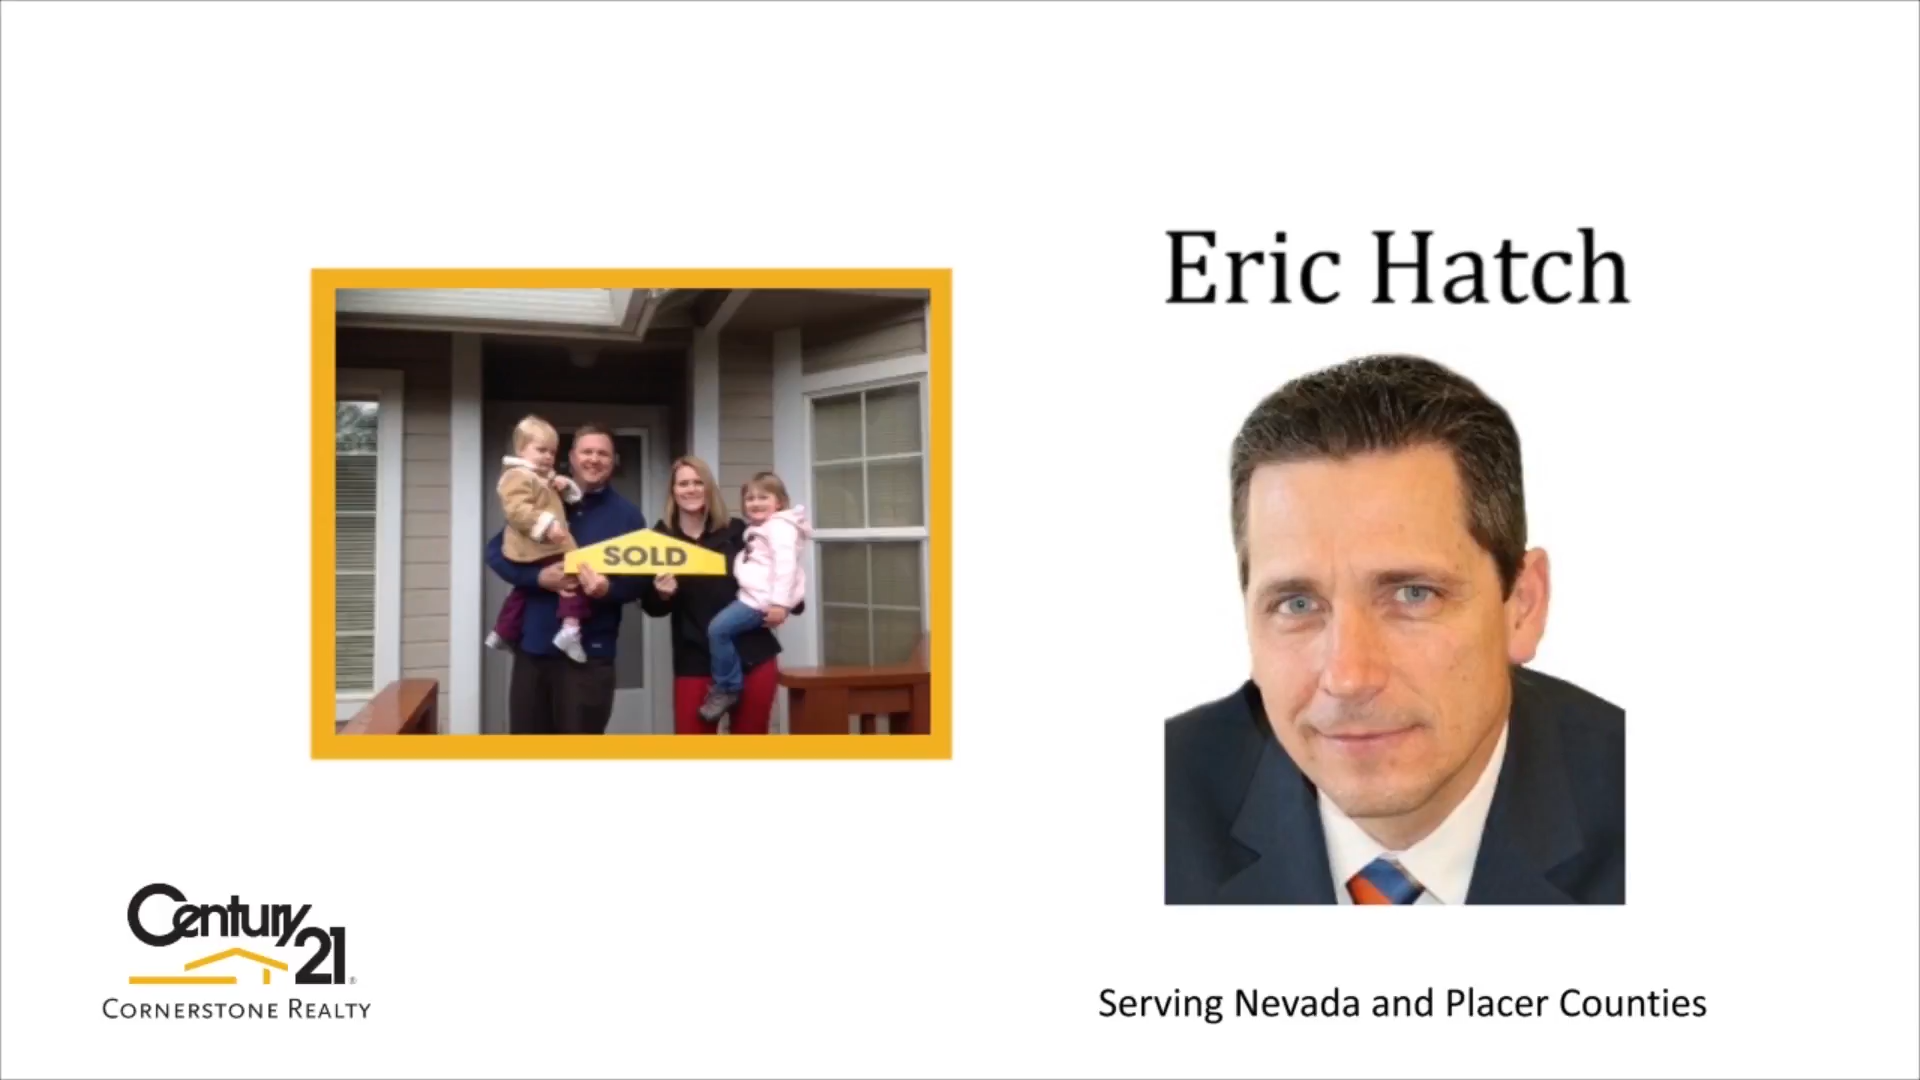 Eric Hatch
SOLD
Century 21®
CORNERSTONE REALTY
Serving Nevada and Placer Counties